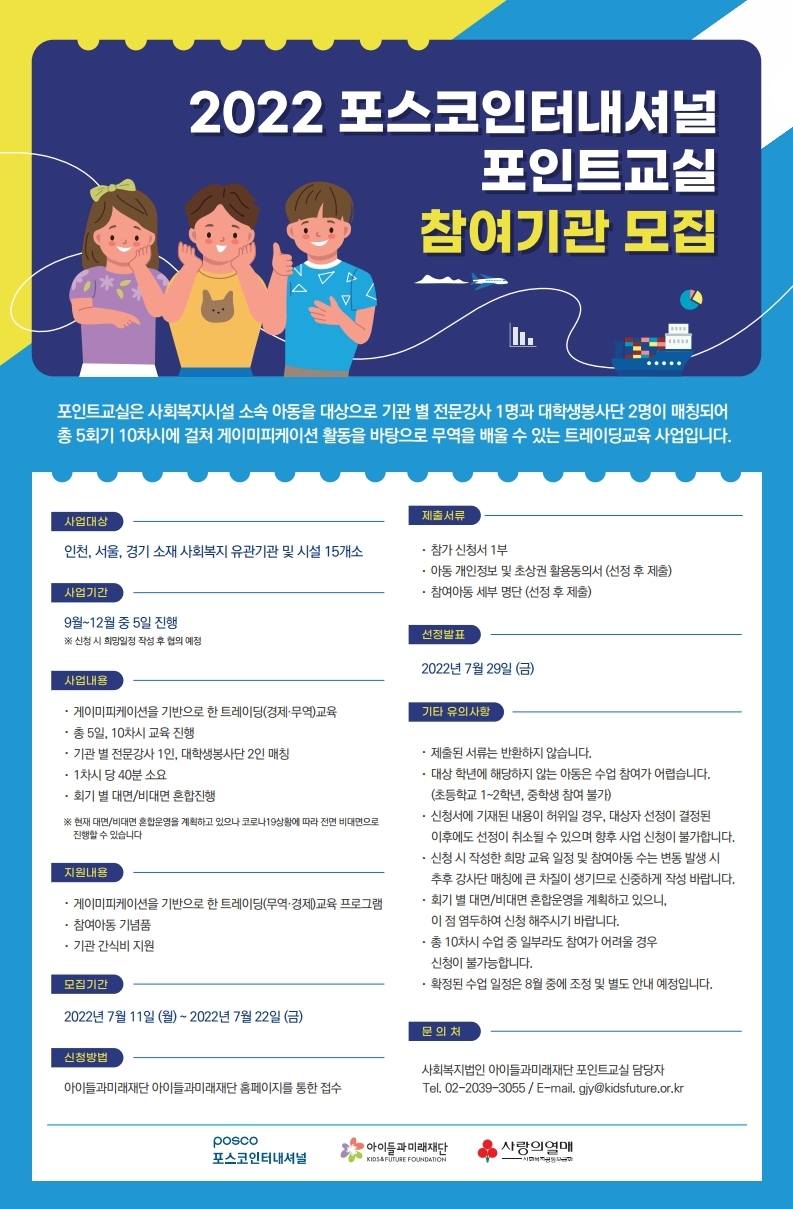 2022 포스코인터내셔널
포인트교실
참여기관 모집
포인트교실은 사회복지시설 소속 아동을 대상으로 기관 별 전문강사 1명과 대학생봉사단 2명이 매칭되어
총 5회기 10차시에 걸쳐 게이미피케이션 활동을 바탕으로 무역을 배울 수 있는 트레이딩교육 사업입니다.
사업대상
인천, 서울, 경기 소재 사회복지 유관기관 및 시설 15개소
사업기간
9월~12월 중 5일 진행
※ 신청 시 희망일정 작성 후 협의 예정
사업내용
· 게이미피케이션을 기반으로 한 트레이딩(경제·무역)교육
· 총 5일, 10차시 교육 진행
· 기관 별 전문강사 1인, 대학생봉사단 2인 매칭
· 1차시 당 40분 소요
· 회기 별 대면/비대면 혼합진행
※ 현재 대면/비대면 혼합운영을 계획하고 있으나 코로나19상황에 따라 전면 비대면으로
진행할 수 있습니다
지원내용
· 게이미피케이션을 기반으로 한 트레이딩(무역·경제)교육 프로그램
· 참여아동 기념품
· 기관 간식비 지원
모집기간
2022년 7월 11일 (월) ~ 2022년 7월 22일 (금)
신청방법
아이들과미래재단 아이들과미래재단 홈페이지를 통한 접수
제출서류
· 참가 신청서 1부
· 아동 개인정보 및 초상권 활용동의서 (선정 후 제출)
· 참여아동 세부 명단 (선정 후 제출)
선정발표
2022년 7월 29일 (금)
기타 유의사항
· 제출된 서류는 반환하지 않습니다.
· 대상 학년에 해당하지 않는 아동은 수업 참여가 어렵습니다.
(초등학교 1~2학년, 중학생 참여 불가)
· 신청서에 기재된 내용이 허위일 경우, 대상자 선정이 결정된
이후에도 선정이 취소될 수 있으며 향후 사업 신청이 불가합니다.
· 신청 시 작성한 희망 교육 일정 및 참여아동 수는 변동 발생 시
추후 강사단 매칭에 큰 차질이 생기므로 신중하게 작성 바랍니다.
· 회기 별 대면/비대면 혼합운영을 계획하고 있으니,
이 점 염두하여 신청 해주시기 바랍니다.
· 총 10차시 수업 중 일부라도 참여가 어려울 경우
신청이 불가능합니다.
· 확정된 수업 일정은 8월 중에 조정 및 별도 안내 예정입니다.
문 의 처
사회복지법인 아이들과미래재단 포인트교실 담당자
Tel. 02-2039-3055 / E-mail. gjy@kidsfuture.or.kr
posco
포스코인터내셔널
아이들과미래재단
KIDS&FUTURE FOUNDATION
사랑의열매
사회복지공동모금회